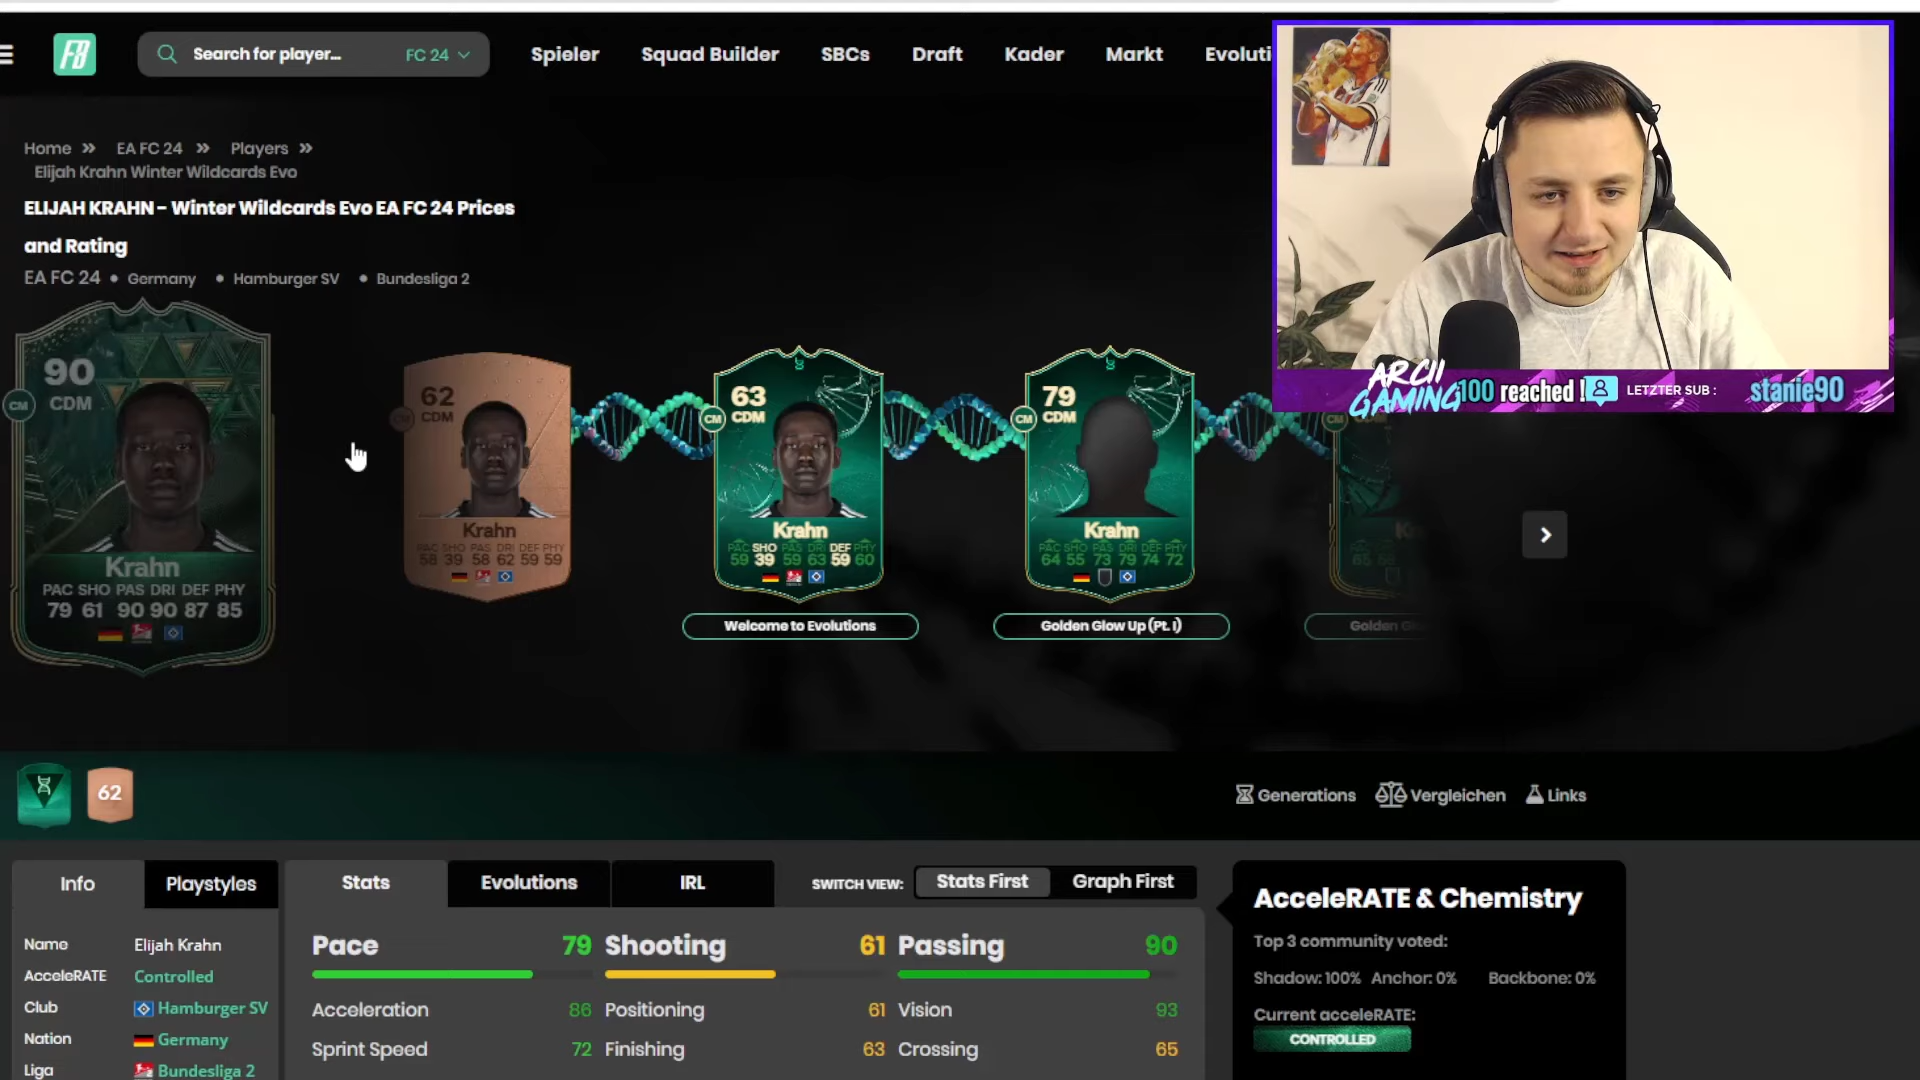 FB
Search for player...
FC 24
Spieler
Squad Builder
SBCs
Draft
Kader
Markt
Evoluti
Home » EA FC 24 » Players »
Elijah Krahn Winter Wildcards Evo
ELIJAH KRAHN - Winter Wildcards Evo EA FC 24 Prices
and Rating
EA FC 24 • Germany • Hamburger SV • Bundesliga 2
90
CDM
CM
Krahn
PAC SHO PAS DRI DEF PHY
79 61 90 90 87 85
62
CDM
CM
Krahn
PAC SHO PAS DRI DEF PHY
58 39 58 62 59 59
63
CDM
CM
Krahn
PAC SHO PAS DRI DEF PHY
59 39 59 63 59 60
Welcome to Evolutions
79
CDM
CM
Krahn
PAC SHO PAS DRI DEF PHY
64 55 73 79 74 72
Golden Glow Up (Pt. I)
CM
Golden
ARCII
GAMING
100 reached !
LETZTER SUB :
stanie90
62
Generations
Vergleichen
Links
Info
Playstyles
Name Elijah Krahn
AcceleRATE Controlled
Club Hamburger SV
Nation Germany
Liga Bundesliga 2
Stats
Evolutions
IRL
SWITCH VIEW:
Stats First
Graph First
Pace 79
Acceleration 86
Sprint Speed 72
Shooting 61
Positioning 61
Finishing 63
Passing 90
Vision 93
Crossing 65
AcceleRATE & Chemistry
Top 3 community voted:
Shadow: 100% Anchor: 0% Backbone: 0%
Current acceleRATE:
CONTROLLED